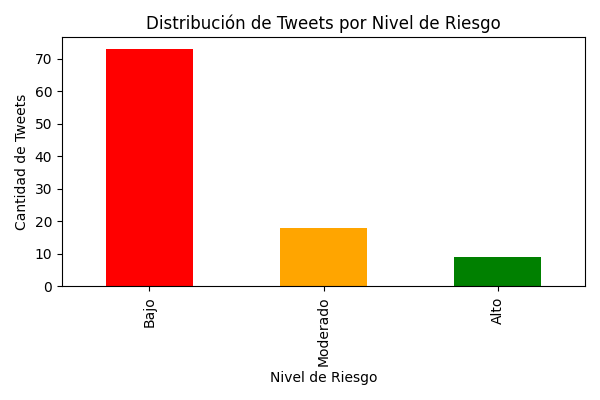 Distribución de Tweets por Nivel de Riesgo
Cantidad de Tweets
70
60
50
40
30
20
10
0
Bajo
Moderado
Alto
Nivel de Riesgo